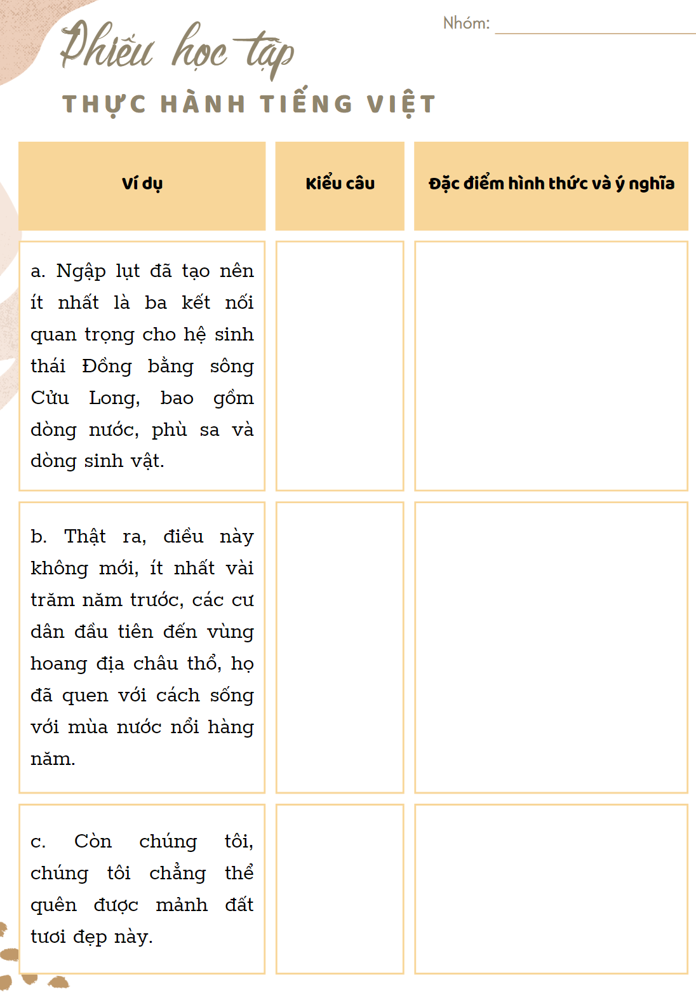 Nhóm:
Phiếu học tập
THỰC HÀNH TIẾNG VIỆT
Ví dụ
Kiểu câu
Đặc điểm hình thức và ý nghĩa
a. Ngập lụt đã tạo nên
ít nhất là ba kết nối
quan trọng cho hệ sinh
thái Đồng bằng sông
Cửu Long, bao gồm
dòng nước, phù sa và
dòng sinh vật.
b. Thật ra, điều này
không mới, ít nhất vài
trăm năm trước, các cư
dân đầu tiên đến vùng
hoang địa châu thổ, họ
đã quen với cách sống
với mùa nước nổi hàng
năm.
c. Còn chúng tôi,
chúng tôi chẳng thể
quên được mảnh đất
tươi đẹp này.